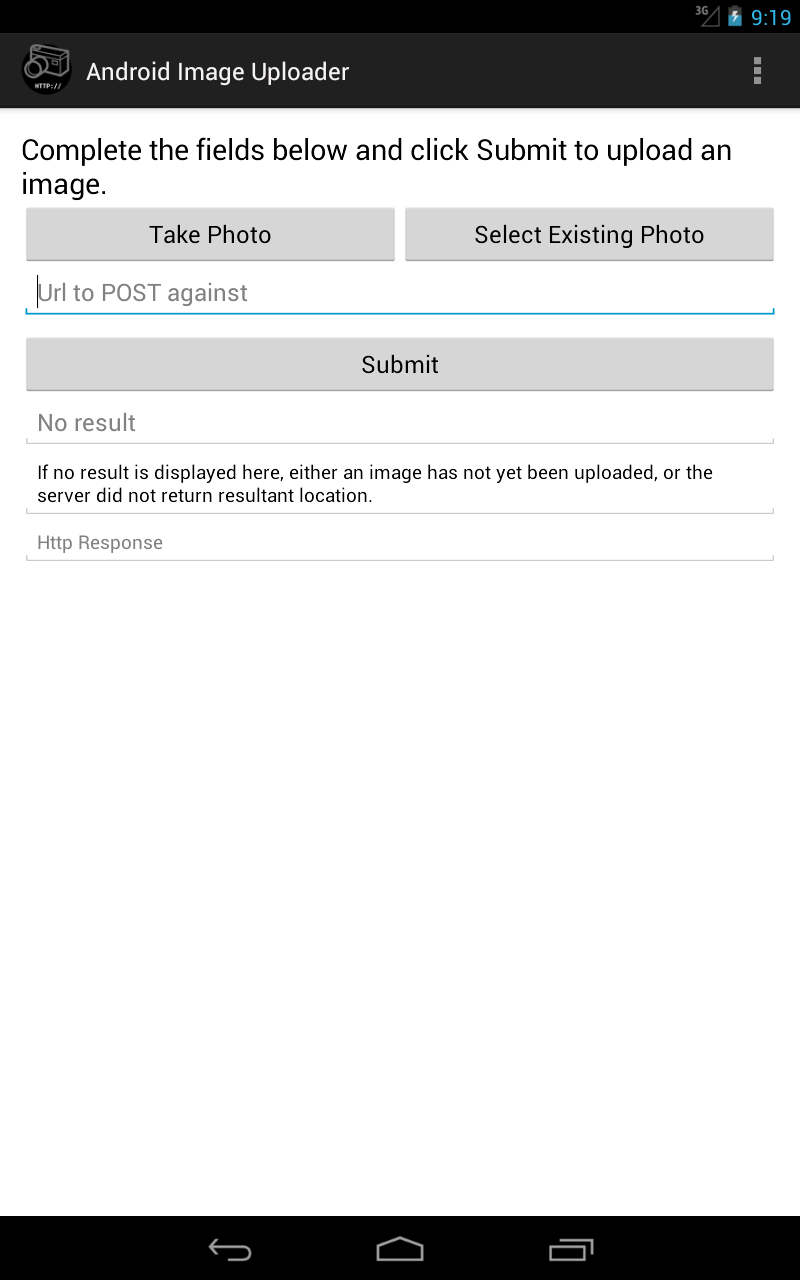 3G 9:19
HTTP://
Android Image Uploader
Complete the fields below and click Submit to upload an
image.
Take Photo
Select Existing Photo
Url to POST against
Submit
No result
If no result is displayed here, either an image has not yet been uploaded, or the
server did not return resultant location.
Http Response